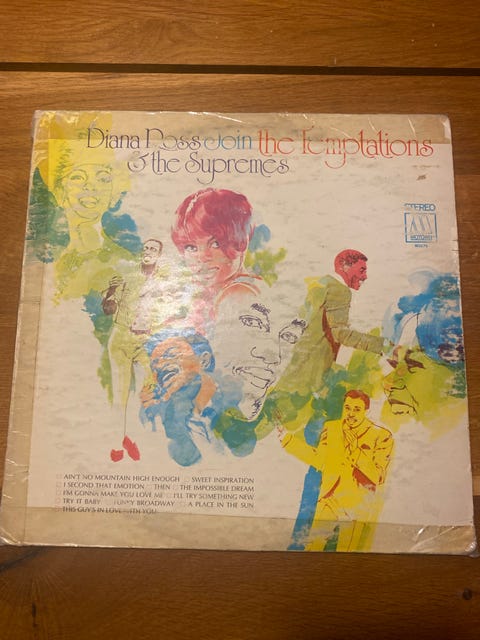 Diana Ross Join the Temptations
& the Supremes
STEREO
M
MOTOWN
MS679
AIN'T NO MOUNTAIN HIGH ENOUGH □ SWEET INSPIRATION
□ I SECOND THAT EMOTION □ THEN □ THE IMPOSSIBLE DREAM
I'M GONNA MAKE YOU LOVE ME □ I'LL TRY SOMETHING NEW
TRY IT BABY □ FUNKY BROADWAY □ A PLACE IN THE SUN
THIS GUY'S IN LOVE WITH YOU